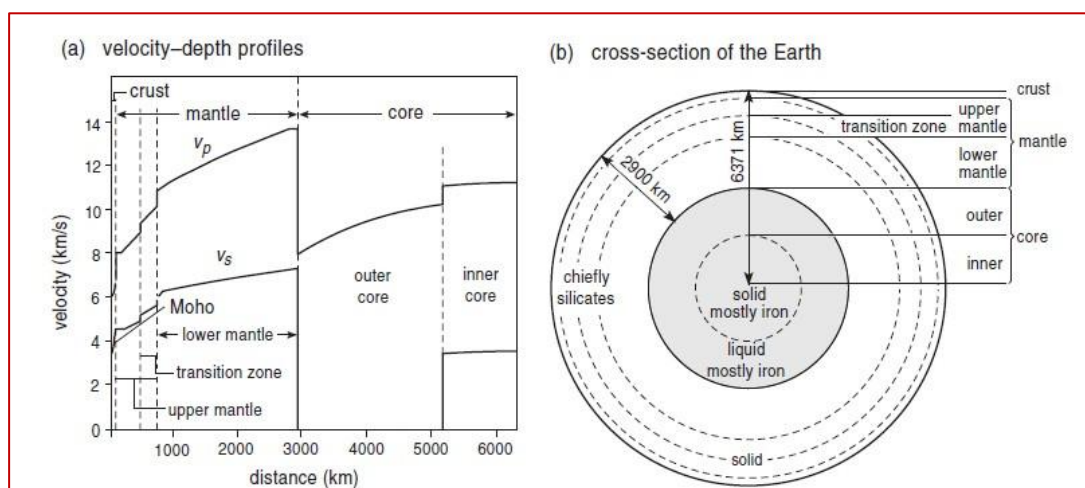 (a) velocity–depth profiles
crust
mantle
core
14
12
10
8
6
4
2
0
velocity (km/s)
vp
vs
Moho
lower mantle
transition zone
upper mantle
outer
core
inner
core
1000
2000
3000
4000
5000
6000
distance (km)
(b) cross-section of the Earth
crust
upper
mantle
transition zone
mantle
lower
mantle
6371 km
2900 km
outer
core
inner
chiefly
silicates
solid
mostly iron
liquid
mostly iron
solid